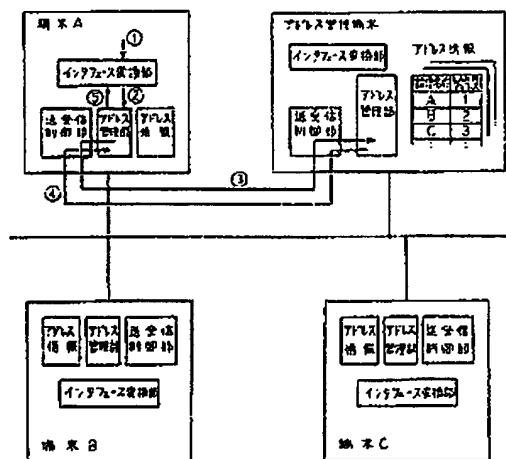 端末A
①
インタフェース変換部
⑤
②
送受信
制御部
アドレス
管理部
アドレス
情報
③
④
アドレス管理端末
インタフェース変換部
アドレス情報
送受信
制御部
アドレス
管理部
A 1
B 2
C 3
アドレス
情報
アドレス
管理部
送受信
制御部
インタフェース変換部
端末B
アドレス
情報
アドレス
管理部
送受信
制御部
インタフェース変換部
端末C